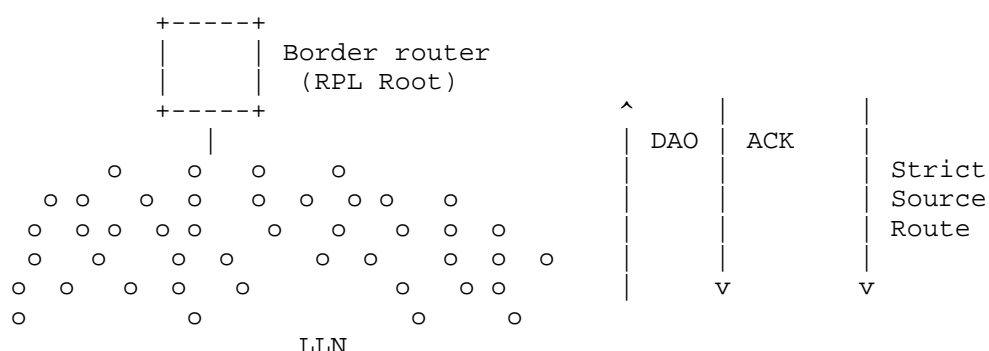 Border router
(RPL Root)
DAO ACK
Strict
Source
Route
LLN